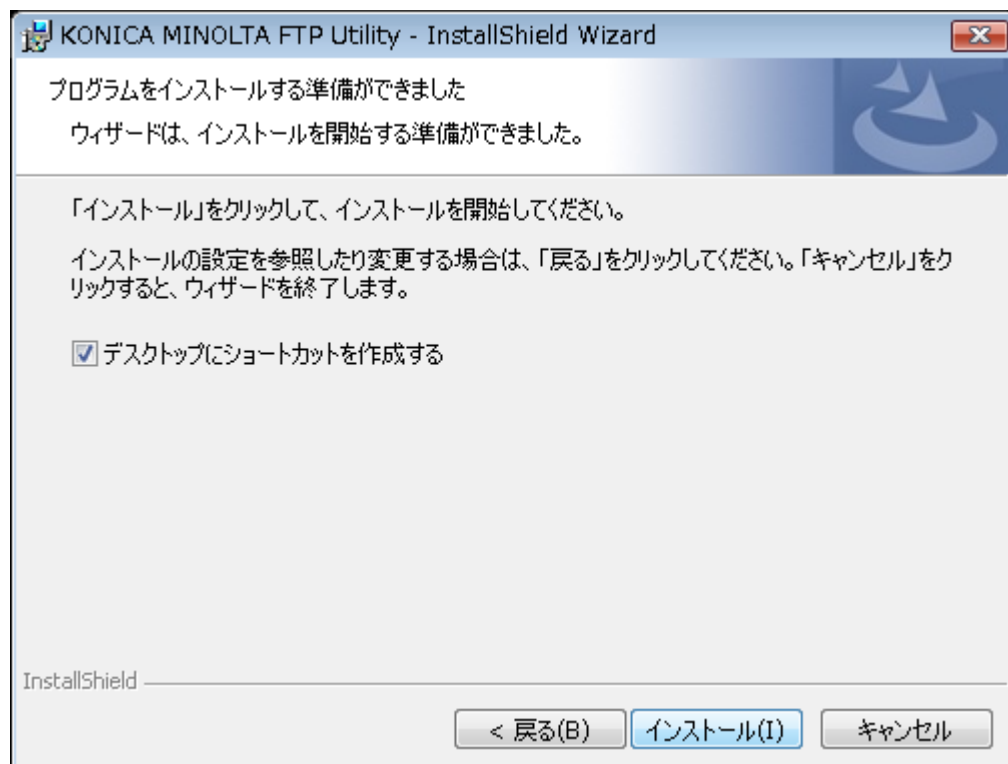 KONICA MINOLTA FTP Utility - InstallShield Wizard
プログラムをインストールする準備ができました
ウィザードは、インストールを開始する準備ができました。
「インストール」をクリックして、インストールを開始してください。
インストールの設定を参照したり変更する場合は、「戻る」をクリックしてください。「キャンセル」をク
リックすると、ウィザードを終了します。
デスクトップにショートカットを作成する
InstallShield
< 戻る(B) インストール(I) キャンセル